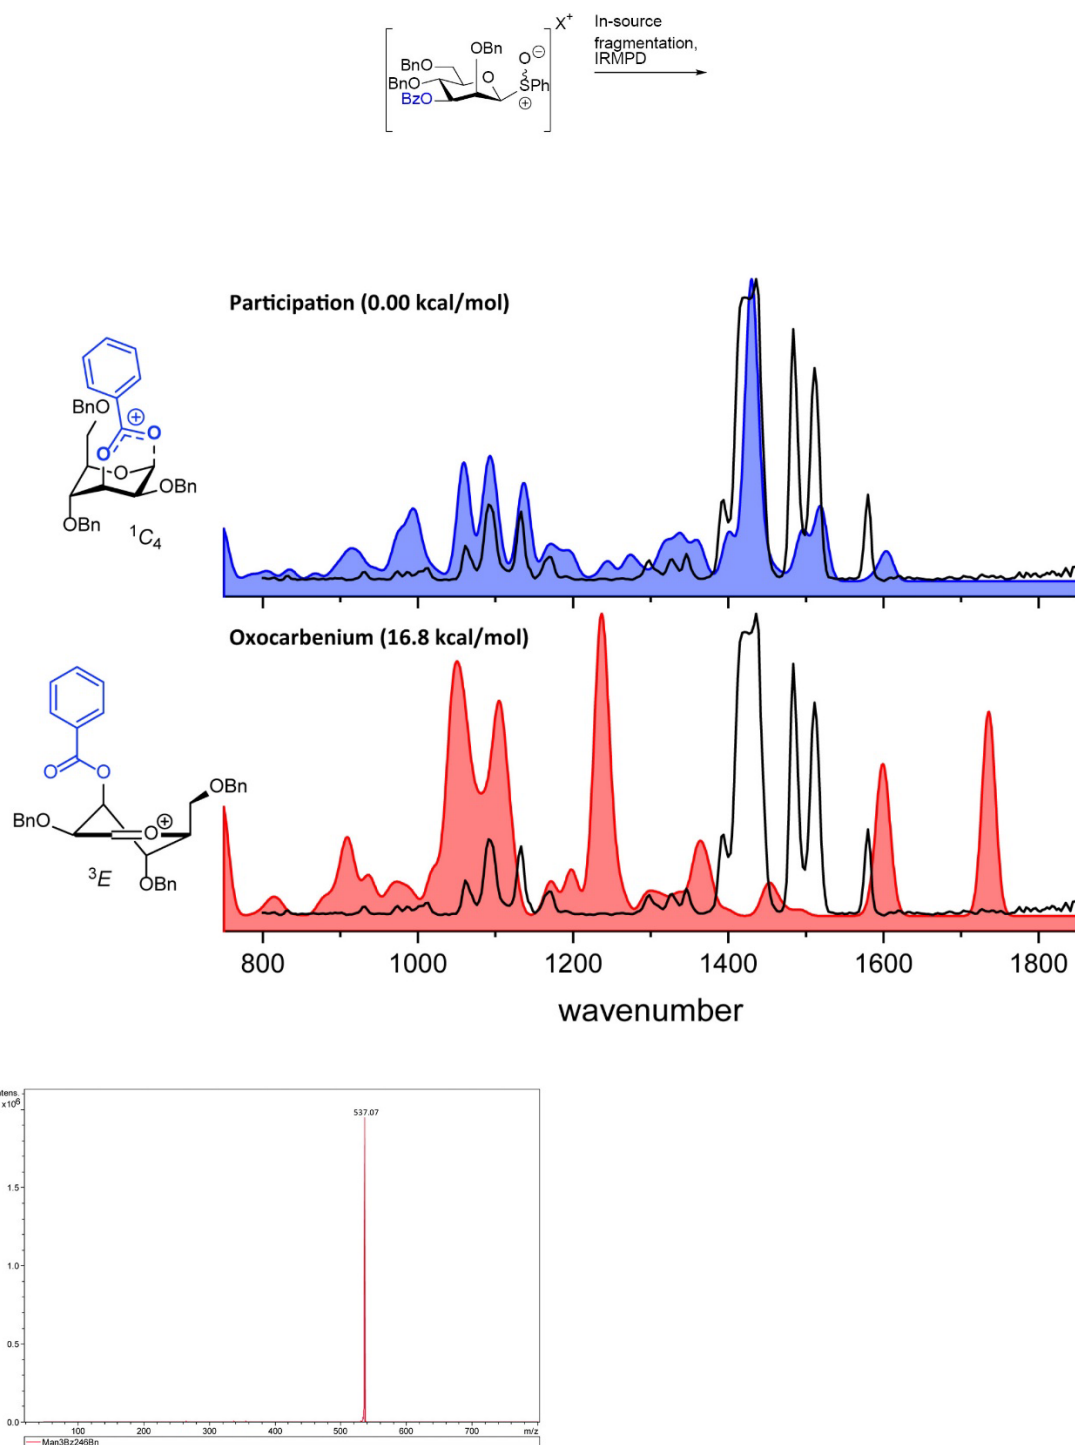 X⁺
In-source
fragmentation,
IRMPD
OBn
O ⊖
BnO
O
BnO
SPh
BzO
⊕
Participation (0.00 kcal/mol)
BnO
⊕
O
O
O
OBn
OBn
¹C₄
Oxocarbenium (16.8 kcal/mol)
O
O
OBn
BnO
O
⊕
³E
OBn
800 1000 1200 1400 1600 1800
wavenumber
x10⁶
537.07
1.5
1.0
0.5
0.0
100 200 300 400 500 600 700 m/z
Man3Bz246Bn